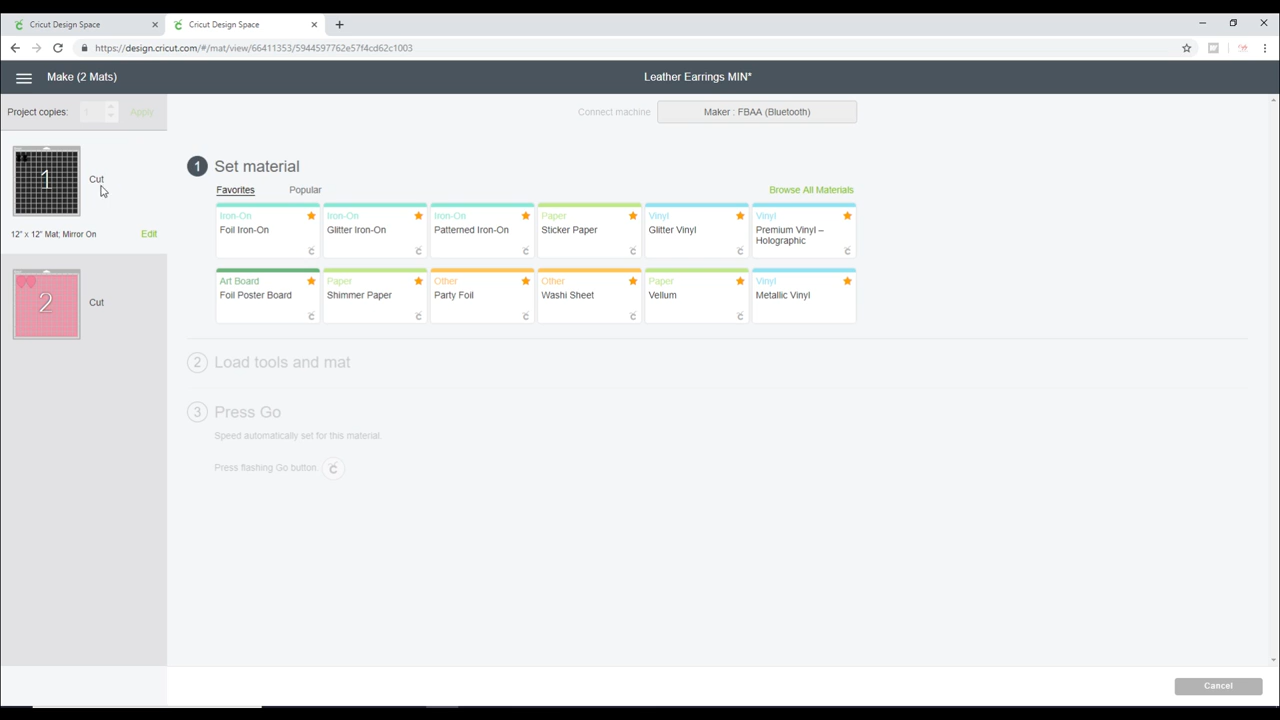 Cricut Design Space
Cricut Design Space
https://design.cricut.com/#/mat/view/66411353/5944597762e57f4cd62c1003
Make (2 Mats)
Leather Earrings MIN*
Project copies:
1
Apply
Connect machine
Maker : FBAA (Bluetooth)
1
Cut
12" x 12" Mat; Mirror On
Edit
2
Cut
1
Set material
Favorites
Popular
Browse All Materials
Iron-On
Foil Iron-On
Iron-On
Glitter Iron-On
Iron-On
Patterned Iron-On
Paper
Sticker Paper
Vinyl
Glitter Vinyl
Vinyl
Premium Vinyl –
Holographic
Art Board
Foil Poster Board
Paper
Shimmer Paper
Other
Party Foil
Other
Washi Sheet
Paper
Vellum
Vinyl
Metallic Vinyl
2
Load tools and mat
3
Press Go
Speed automatically set for this material.
Press flashing Go button
Cancel